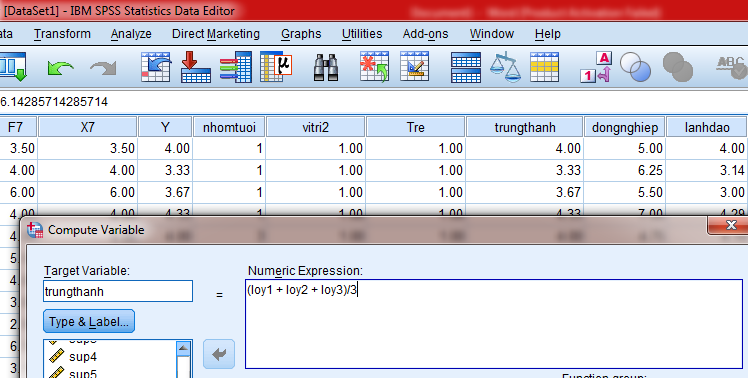 [DataSet1] - IBM SPSS Statistics Data Editor
ata Transform Analyze Direct Marketing Graphs Utilities Add-ons Window Help
6.14285714285714
F7 X7 Y nhomtuoi vitri2 Tre trungthanh dongnghiep lanhdao
3.50 3.50 4.00 1 1.00 1.00 4.00 5.00 4.00
4.00 4.00 3.33 1 1.00 1.00 3.33 6.25 3.14
6.00 6.00 3.67 1 1.00 1.00 3.67 5.50 3.00
4.00 4.00 4.33 1 1.00 1.00 4.33 7.00 4.29
Compute Variable
Target Variable:
Numeric Expression:
trungthanh
=
(loy1 + loy2 + loy3)/3
Type & Label...
sup4
sup5